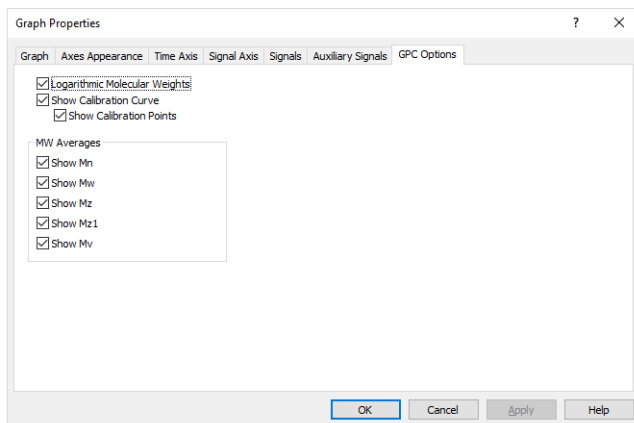 Graph Properties ? ×
Graph Axes Appearance Time Axis Signal Axis Signals Auxiliary Signals GPC Options
Logarithmic Molecular Weights
Show Calibration Curve
Show Calibration Points
MW Averages
Show Mn
Show Mw
Show Mz
Show Mz1
Show Mv
OK Cancel Apply Help